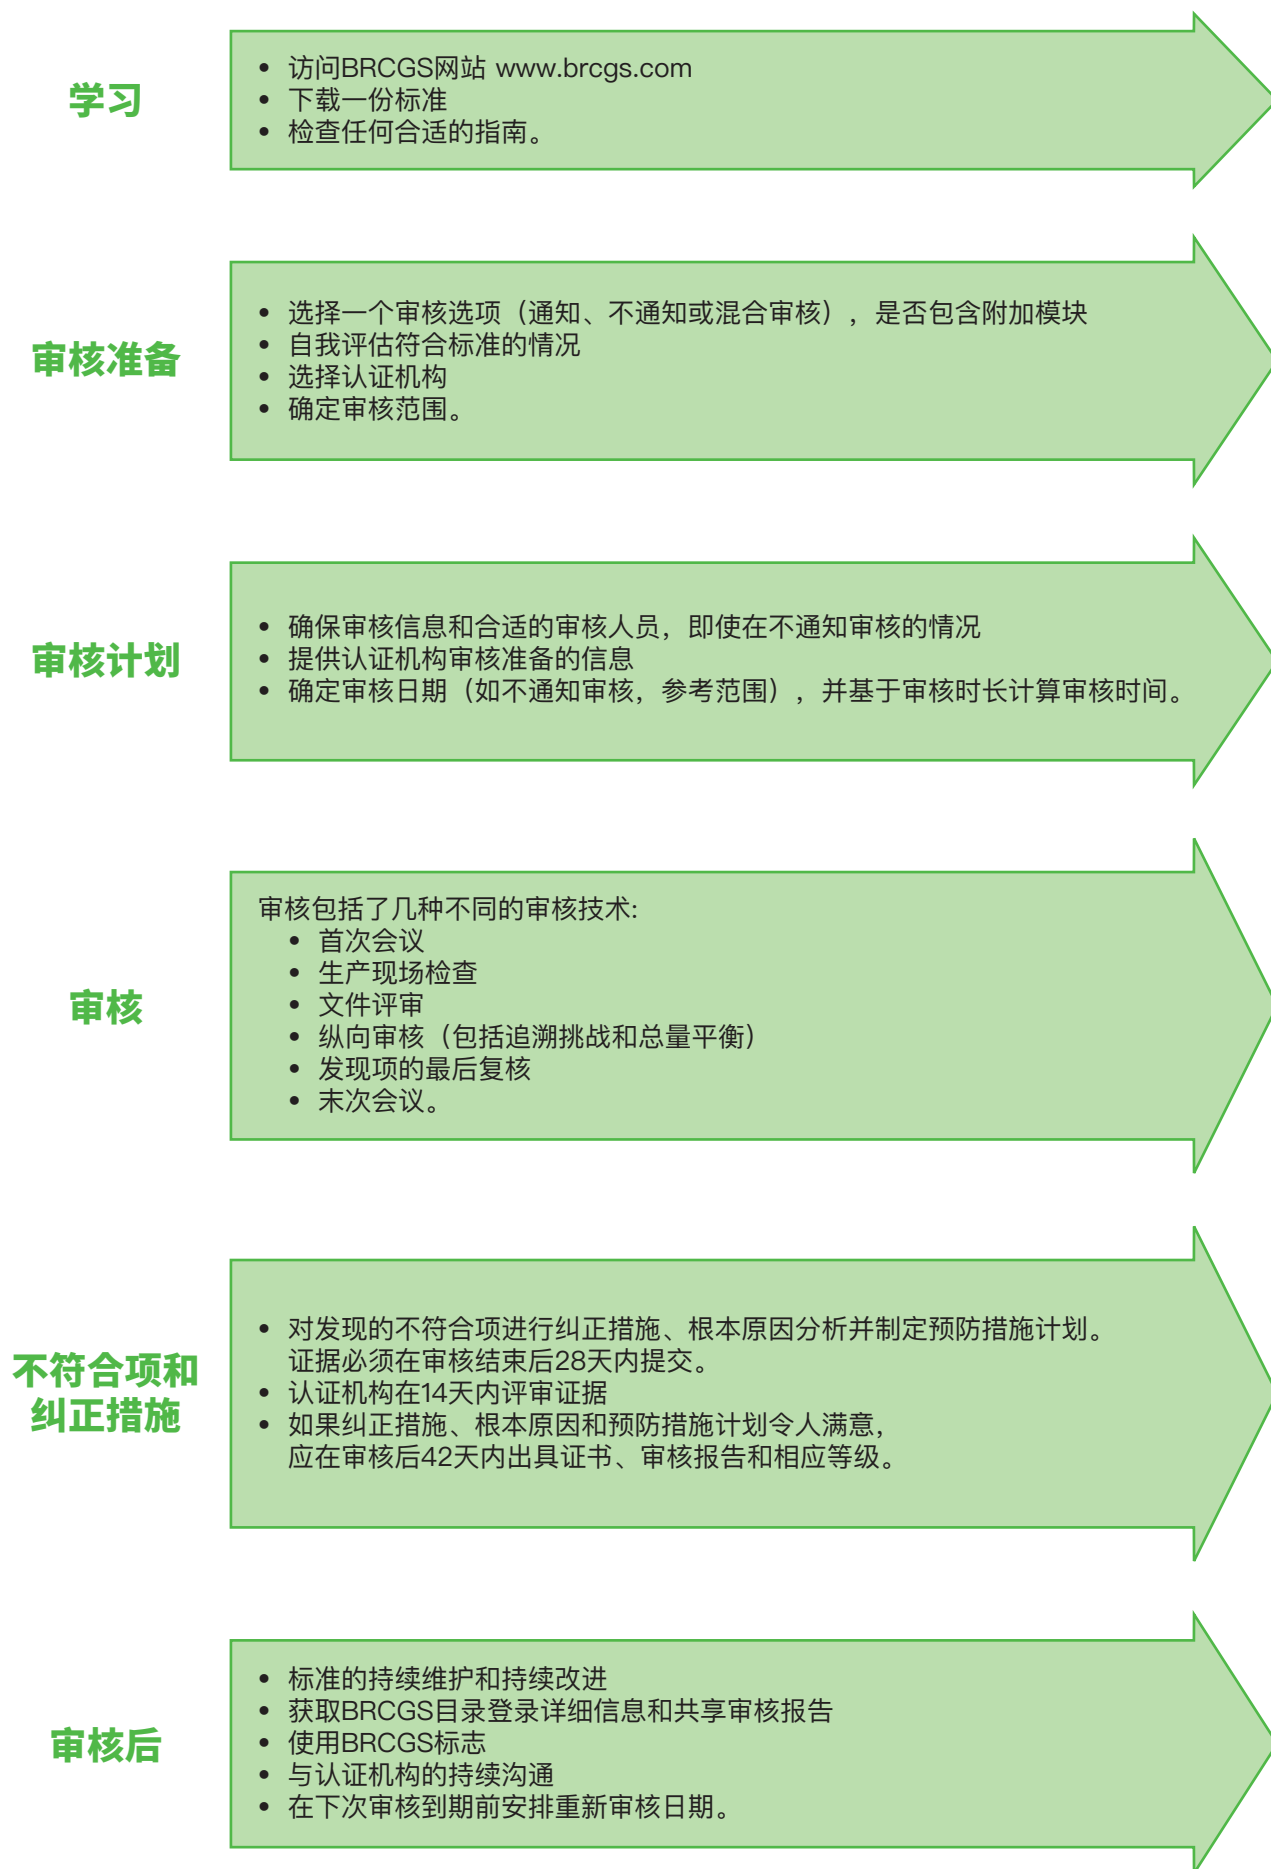 学习
• 访问BRCGS网站 www.brcgs.com
• 下载一份标准
• 检查任何合适的指南。
审核准备
• 选择一个审核选项（通知、不通知或混合审核），是否包含附加模块
• 自我评估符合标准的情况
• 选择认证机构
• 确定审核范围。
审核计划
• 确保审核信息和合适的审核人员，即使在不通知审核的情况
• 提供认证机构审核准备的信息
• 确定审核日期（如不通知审核，参考范围），并基于审核时长计算审核时间。
审核
审核包括了几种不同的审核技术:
• 首次会议
• 生产现场检查
• 文件评审
• 纵向审核（包括追溯挑战和总量平衡）
• 发现项的最后复核
• 末次会议。
不符合项和
纠正措施
• 对发现的不符合项进行纠正措施、根本原因分析并制定预防措施计划。
证据必须在审核结束后28天内提交。
• 认证机构在14天内评审证据
• 如果纠正措施、根本原因和预防措施计划令人满意，
应在审核后42天内出具证书、审核报告和相应等级。
审核后
• 标准的持续维护和持续改进
• 获取BRCGS目录登录详细信息和共享审核报告
• 使用BRCGS标志
• 与认证机构的持续沟通
• 在下次审核到期前安排重新审核日期。